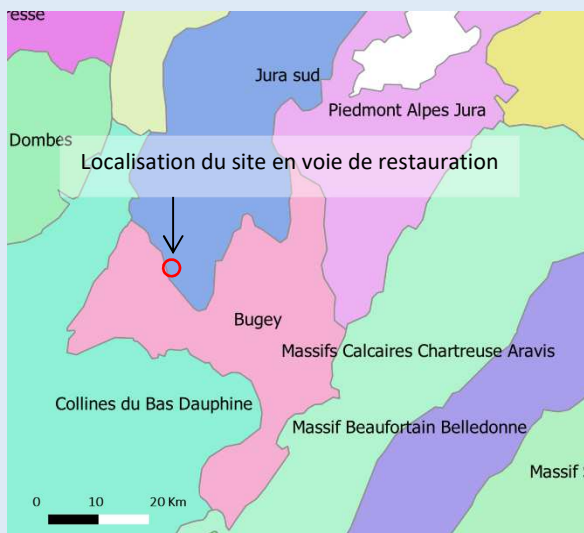 resse
Jura sud
Piedmont Alpes Jura
Dombes
Localisation du site en voie de restauration
Bugey
Massifs Calcaires Chartreuse Aravis
Collines du Bas Dauphine
Massif Beaufortain Belledonne
Massif S
0 10 20 Km